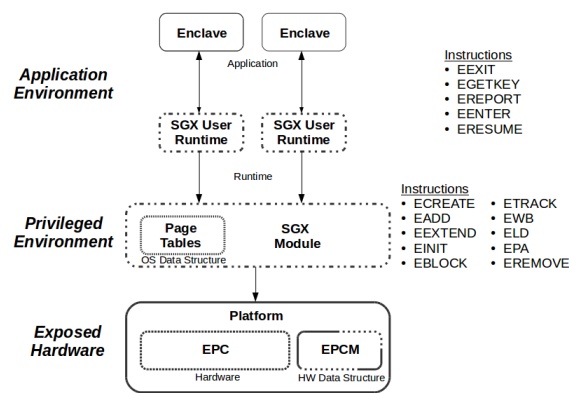 Enclave
Enclave
Application
Application
Environment
SGX User
Runtime
SGX User
Runtime
Instructions
• EEXIT
• EGETKEY
• EREPORT
• EENTER
• ERESUME
Runtime
Privileged
Environment
Page
Tables
OS Data Structure
SGX
Module
Instructions
• ECREATE
• EADD
• EEXTEND
• EINIT
• EBLOCK
• ETRACK
• EWB
• ELD
• EPA
• EREMOVE
Exposed
Hardware
Platform
EPC
Hardware
EPCM
HW Data Structure